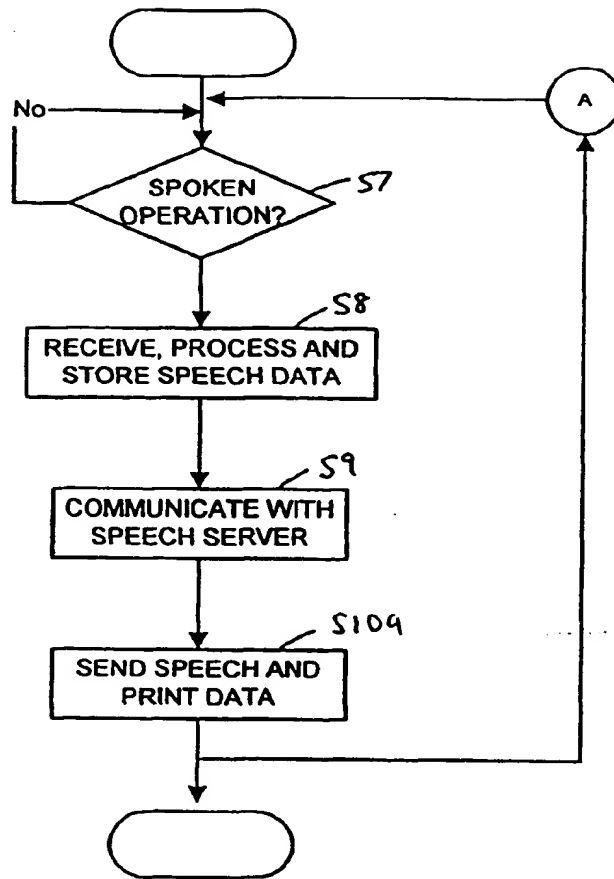 No
A
SPOKEN
OPERATION?
S7
S8
RECEIVE, PROCESS AND
STORE SPEECH DATA
S9
COMMUNICATE WITH
SPEECH SERVER
S10a
SEND SPEECH AND
PRINT DATA